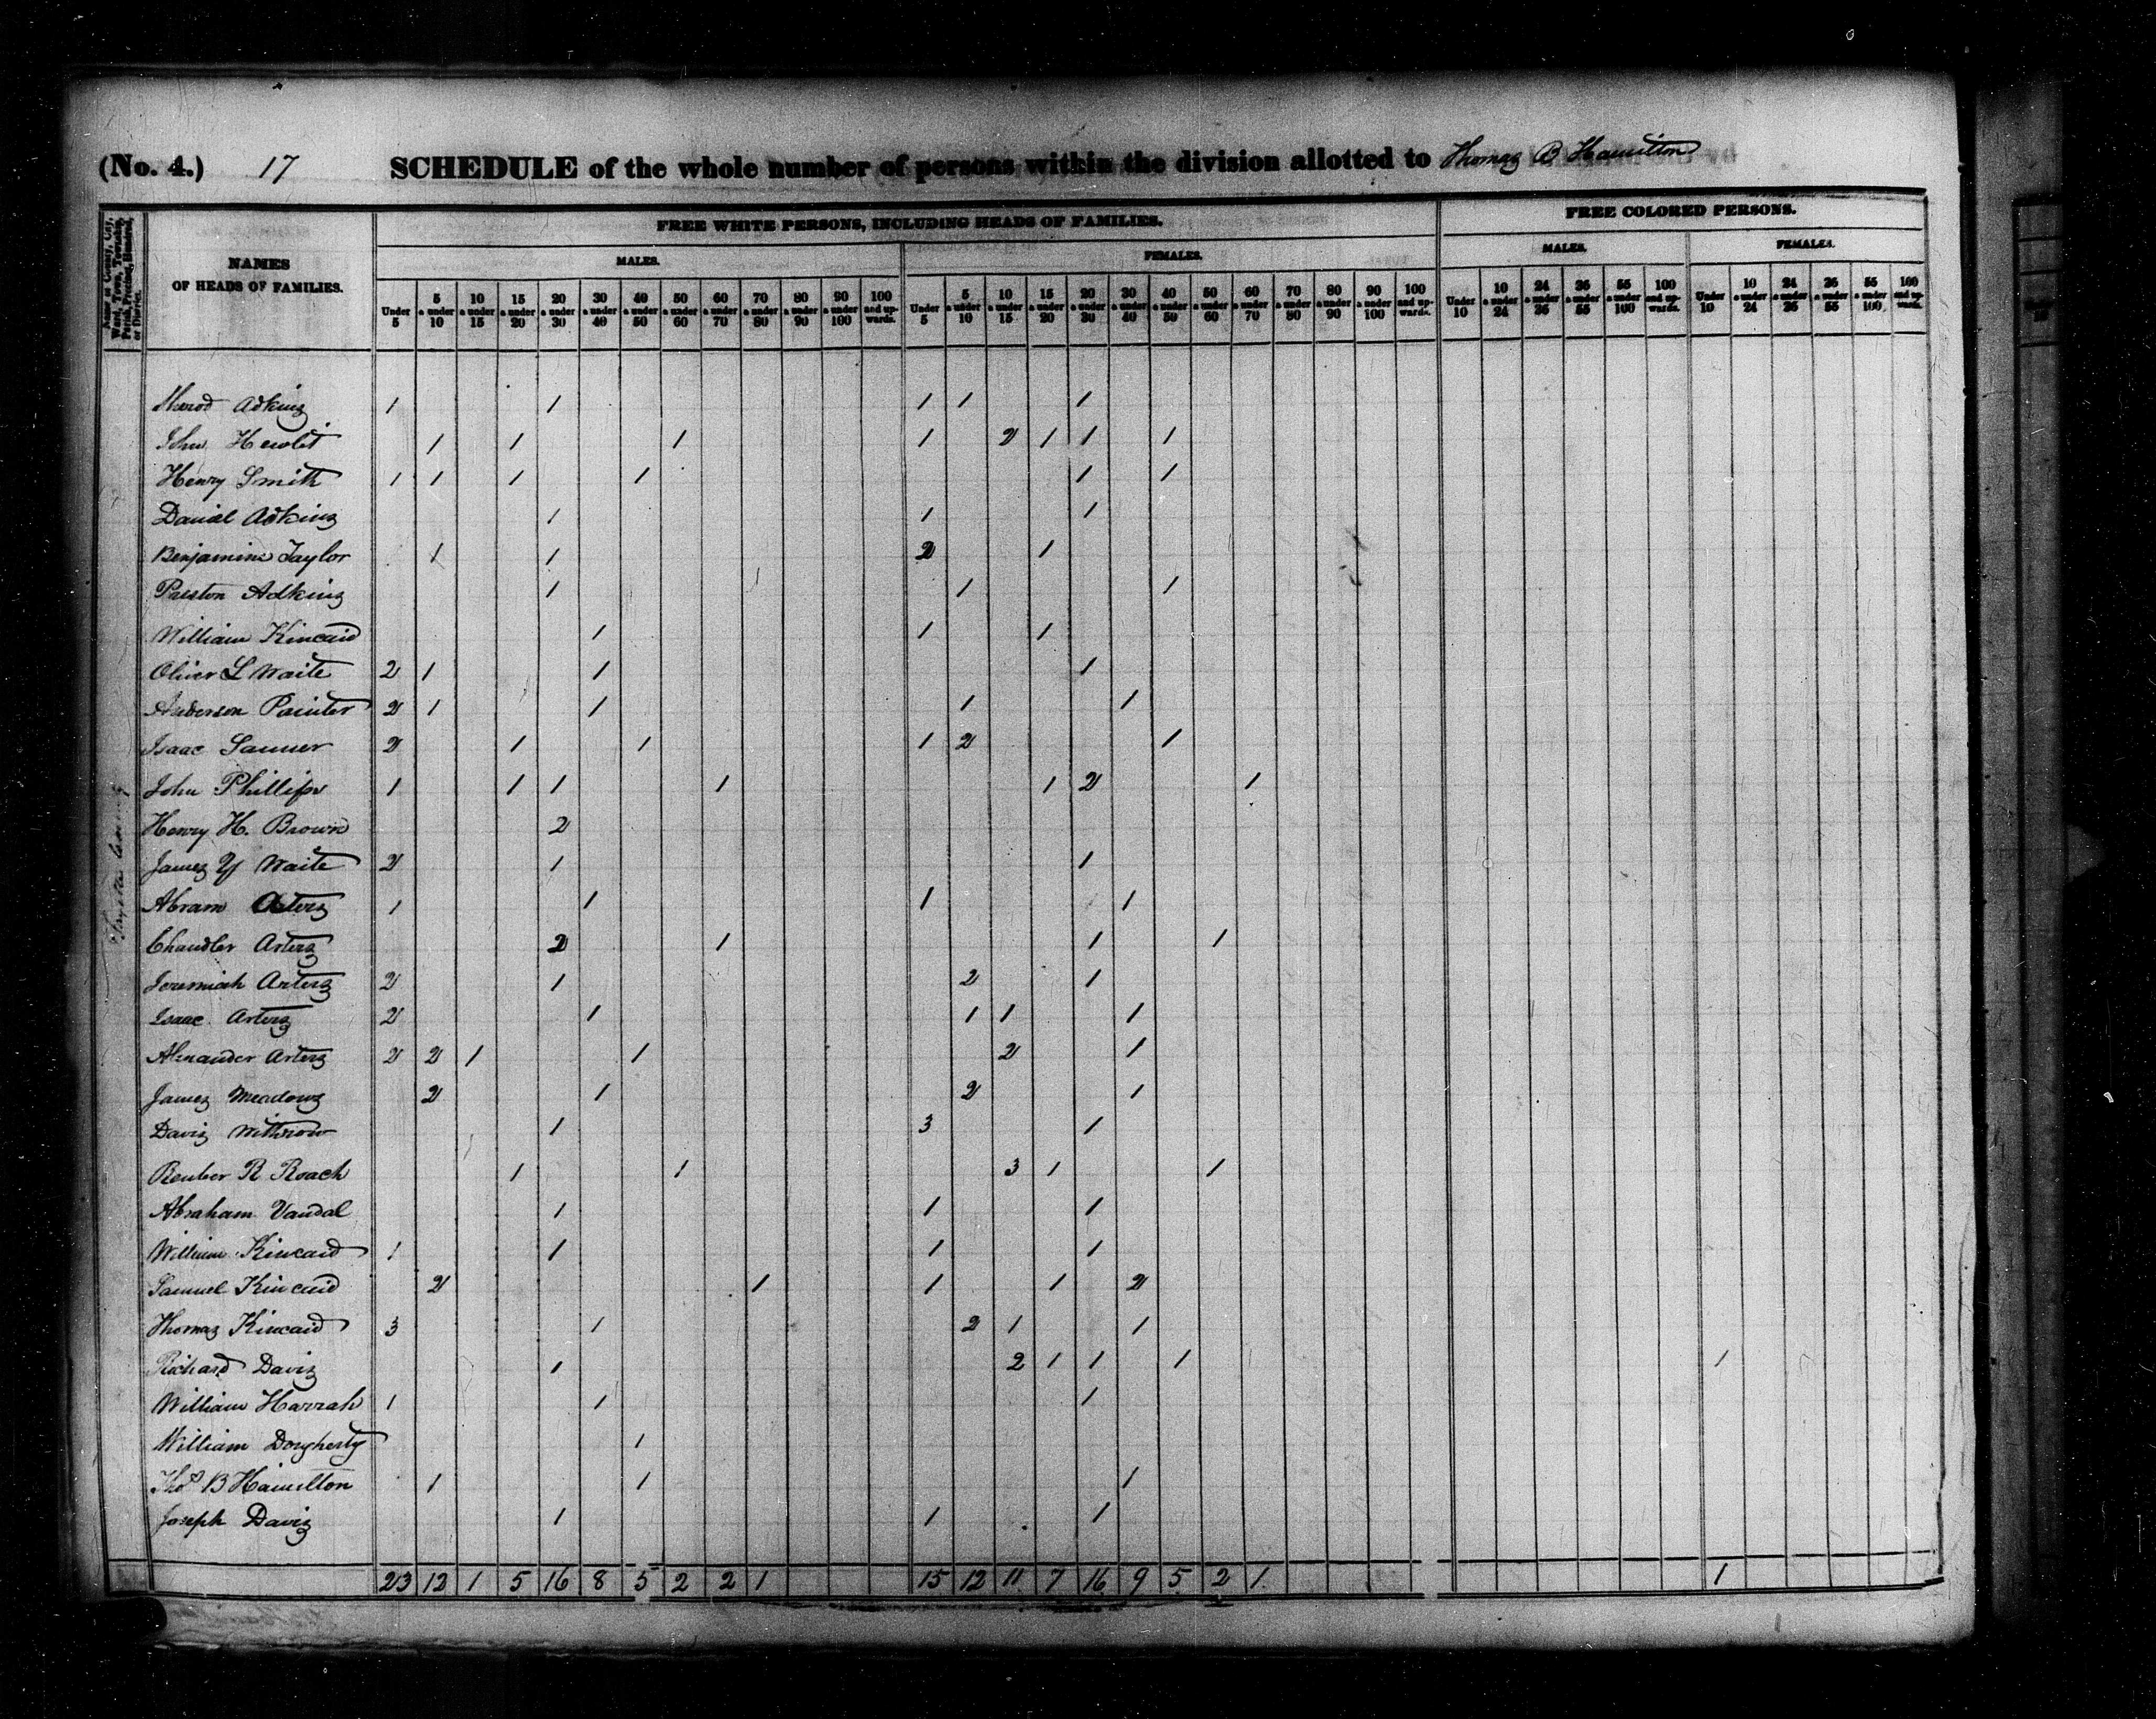 (No. 4.) 17 SCHEDULE of the whole number of persons within the division allotted to Thomas B Hamilton
FREE WHITE PERSONS, INCLUDING HEADS OF FAMILIES. FREE COLORED PERSONS.
MALES. FEMALES. MALES. FEMALES.
NAMES
OF HEADS OF FAMILIES.
Under 5 5 a under 10 10 a under 15 15 a under 20 20 a under 30 30 a under 40 40 a under 50 50 a under 60 60 a under 70 70 a under 80 80 a under 90 90 a under 100 100 and upwards. Under 5 5 a under 10 10 a under 15 15 a under 20 20 a under 30 30 a under 40 40 a under 50 50 a under 60 60 a under 70 70 a under 80 80 a under 90 90 a under 100 100 and upwards. Under 10 10 a under 24 24 a under 36 36 a under 55 55 a under 100 100 and upwards. Under 10 10 a under 24 24 a under 36 36 a under 55 55 a under 100 100 and upwards.
Sherod Adkins 1 1 1 1 1
John Hewlet 1 1 1 1 2 1 1 1
Henry Smith 1 1 1 1 1 1
Daniel Adkins 1 1 1
Benjamine Taylor 1 1 2 1
Preston Adkins 1 1 1
William Kincaid 1 1 1
Oliver L Waite 2 1 1 1
Anderson Painter 2 1 1 1 1
Isaac Sanner 2 1 1 1 2 1
John Phillips 1 1 1 1 1 2 1
Henry H. Brown 2
James Y Waite 2 1 1
Abram Arters 1 1 1 1
Chandler Arters 2 1 1 1
Jeremiah Arters 2 1 2 1
Isaac Arters 2 1 1 1 1
Alexander Arters 2 2 1 1 2 1
James Meadows 2 1 2 1
Davis Withrow 1 3 1
Reuber R Roach 1 1 3 1 1
Abraham Vandal 1 1 1
William Kincaid 1 1 1 1
Samuel Kincaid 2 1 1 1 2
Thomas Kincaid 3 1 2 1 1
Richard Davis 1 2 1 1 1 1
William Harrah 1 1 1
William Dorgherty 1
Thos B Hamilton 1 1 1
Joseph Davis 1 1 1
23 12 1 5 16 8 5 2 2 1 15 12 11 7 16 9 5 2 1 1